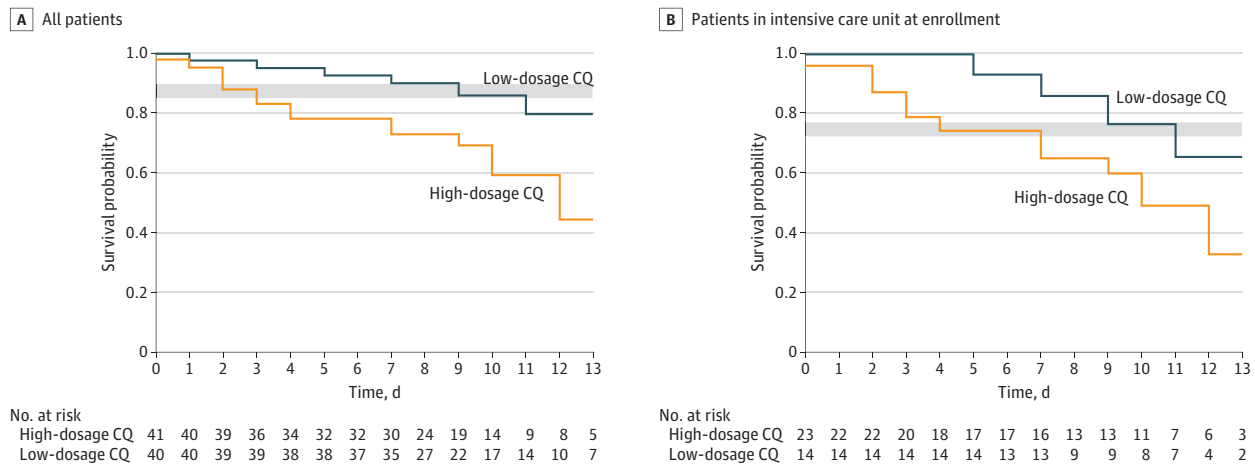 A All patients
1.0
0.8
0.6
0.4
0.2
0
Survival probability
Low-dosage CQ
High-dosage CQ
0 1 2 3 4 5 6 7 8 9 10 11 12 13
Time, d
No. at risk
High-dosage CQ 41 40 39 36 34 32 32 30 24 19 14 9 8 5
Low-dosage CQ 40 40 39 39 38 38 37 35 27 22 17 14 10 7
B Patients in intensive care unit at enrollment
1.0
0.8
0.6
0.4
0.2
0
Survival probability
Low-dosage CQ
High-dosage CQ
0 1 2 3 4 5 6 7 8 9 10 11 12 13
Time, d
No. at risk
High-dosage CQ 23 22 22 20 18 17 17 16 13 13 11 7 6 3
Low-dosage CQ 14 14 14 14 14 14 13 13 9 9 8 7 4 2